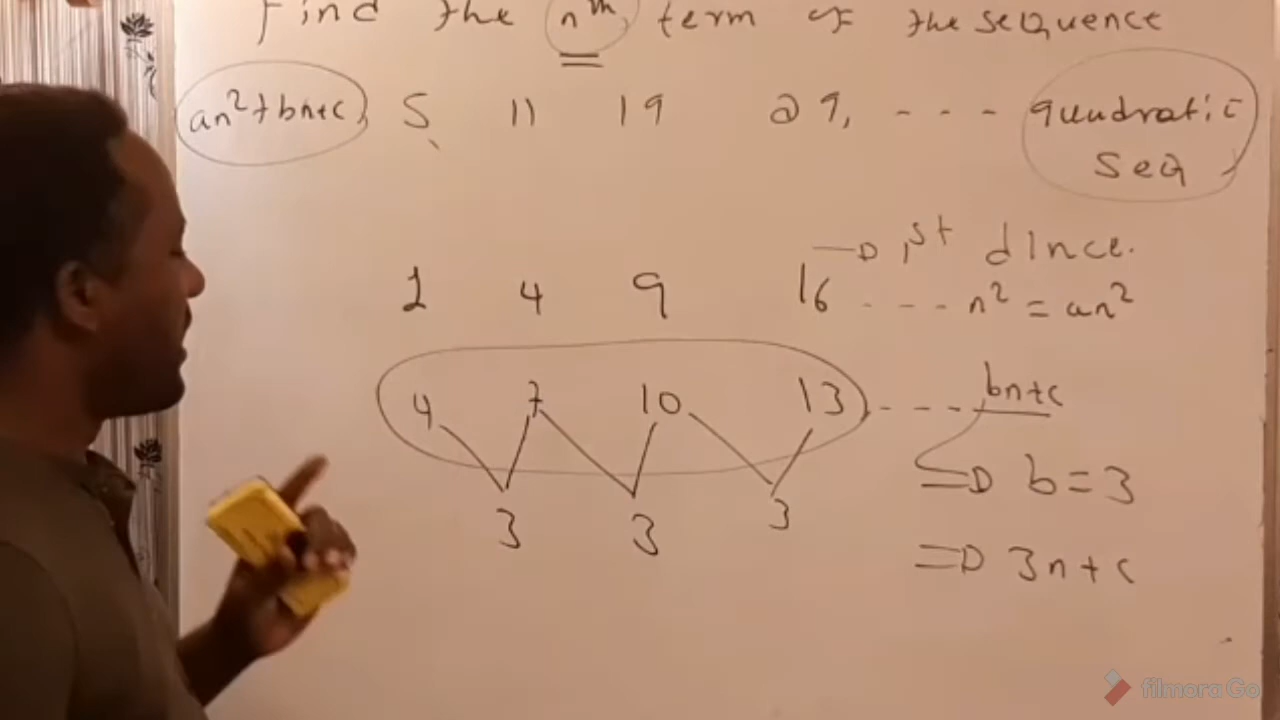 Find the nth term of the sequence
an²+bn+c, 5 11 19 29, - - - quadratic
Seq
1st dince.
1 4 9 16 - - - n² = an²
4 7 10 13 - - - - bn+c
3 3 3
b = 3
⇒ 3n + c
filmora Go